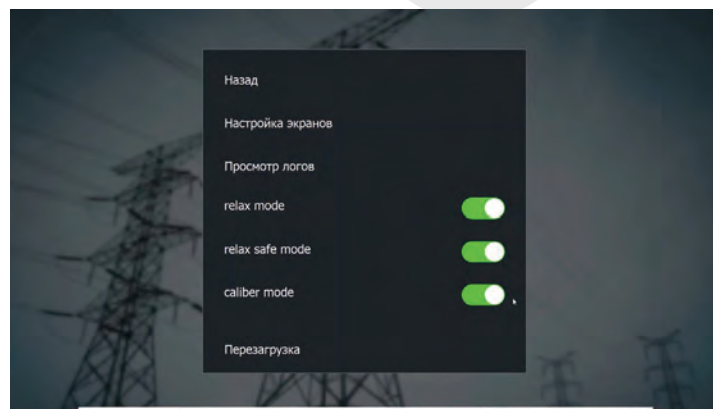 Назад
Настройка экранов
Просмотр логов
relax mode
relax safe mode
caliber mode
Перезагрузка